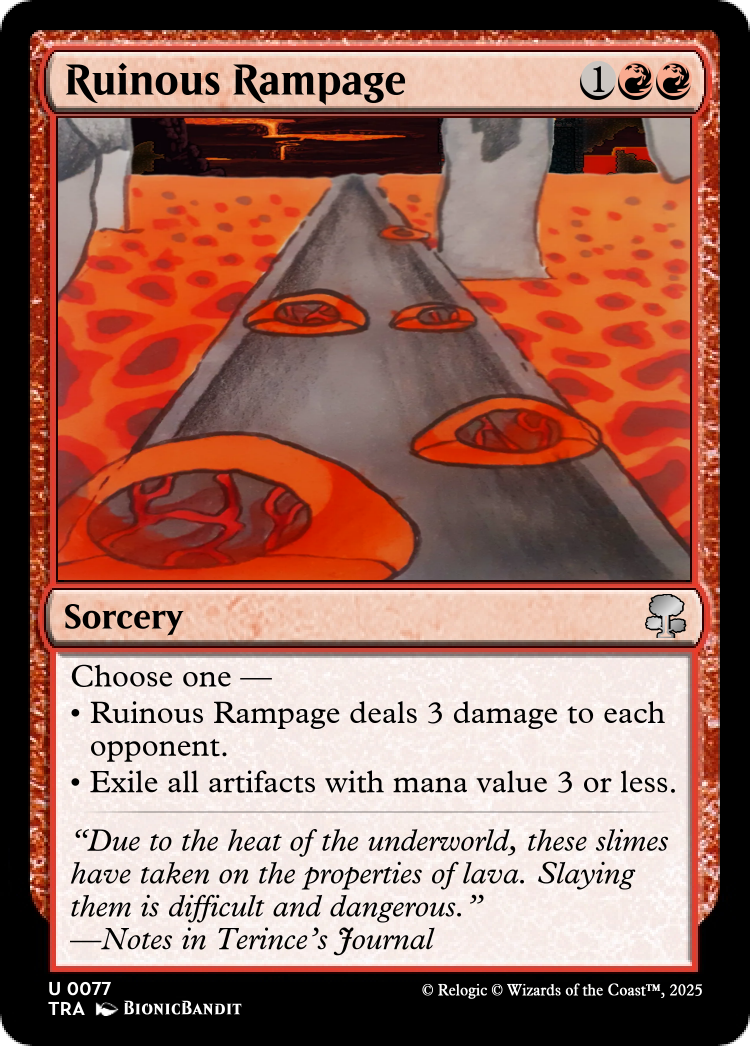 Ruinous Rampage
1
Sorcery
Choose one —
• Ruinous Rampage deals 3 damage to each
opponent.
• Exile all artifacts with mana value 3 or less.
“Due to the heat of the underworld, these slimes
have taken on the properties of lava. Slaying
them is difficult and dangerous.”
—Notes in Terince’s Journal
U 0077
TRA BionicBandit
© Relogic © Wizards of the Coast™, 2025